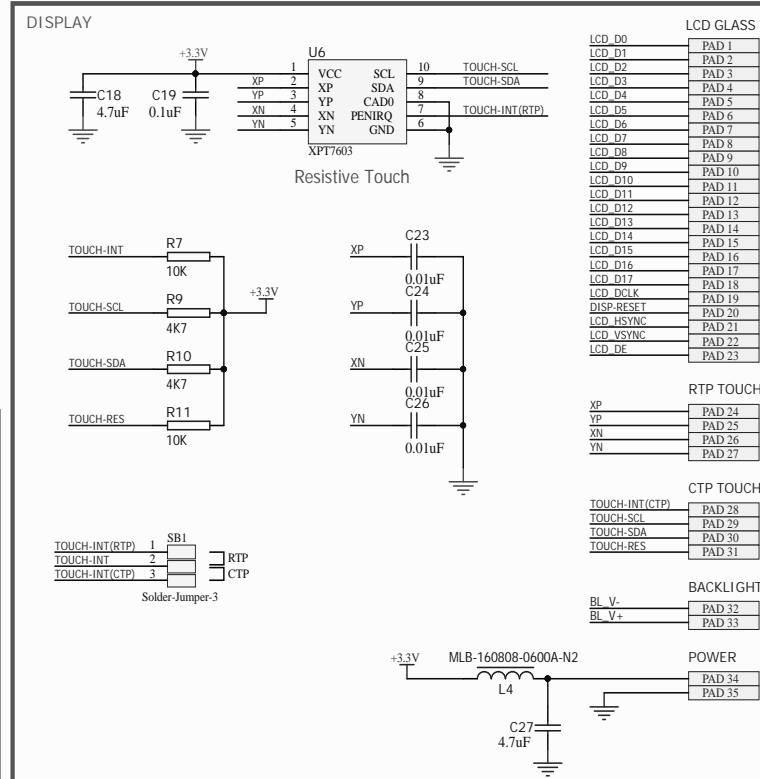 DISPLAY
+3.3V
C18
4.7uF
C19
0.1uF
U6
1 VCC SCL 10 TOUCH-SCL
XP 2 XP SDA 9 TOUCH-SDA
YP 3 YP CAD0 8
XN 4 XN PENIRQ 7 TOUCH-INT(RTP)
YN 5 YN GND 6
XPT7603
Resistive Touch
TOUCH-INT R7
10K
TOUCH-SCL R9
4K7
+3.3V
TOUCH-SDA R10
4K7
TOUCH-RES R11
10K
XP C23
0.01uF
YP C24
0.01uF
XN C25
0.01uF
YN C26
0.01uF
SB1
TOUCH-INT(RTP) 1
TOUCH-INT 2
TOUCH-INT(CTP) 3
RTP
CTP
Solder-Jumper-3
LCD GLASS
LCD_D0 PAD 1
LCD_D1 PAD 2
LCD_D2 PAD 3
LCD_D3 PAD 4
LCD_D4 PAD 5
LCD_D5 PAD 6
LCD_D6 PAD 7
LCD_D7 PAD 8
LCD_D8 PAD 9
LCD_D9 PAD 10
LCD_D10 PAD 11
LCD_D11 PAD 12
LCD_D12 PAD 13
LCD_D13 PAD 14
LCD_D14 PAD 15
LCD_D15 PAD 16
LCD_D16 PAD 17
LCD_D17 PAD 18
LCD_DCLK PAD 19
DISP-RESET PAD 20
LCD_HSYNC PAD 21
LCD_VSYNC PAD 22
LCD_DE PAD 23
RTP TOUCH
XP PAD 24
YP PAD 25
XN PAD 26
YN PAD 27
CTP TOUCH
TOUCH-INT(CTP) PAD 28
TOUCH-SCL PAD 29
TOUCH-SDA PAD 30
TOUCH-RES PAD 31
BACKLIGHT
BL_V- PAD 32
BL_V+ PAD 33
POWER
PAD 34
PAD 35
+3.3V
MLB-160808-0600A-N2
L4
C27
4.7uF